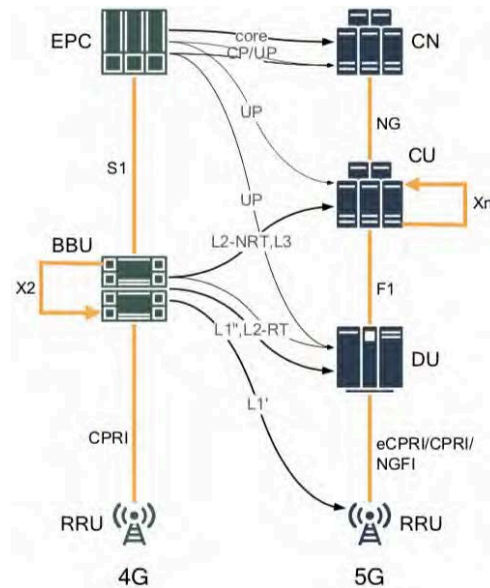 EPC
core
CP/UP
CN
UP
NG
CU
S1
Xn
UP
BBU
L2-NRT,L3
X2
F1
L1",L2-RT
DU
L1'
CPRI
eCPRI/CPRI/
NGFI
RRU
RRU
4G
5G